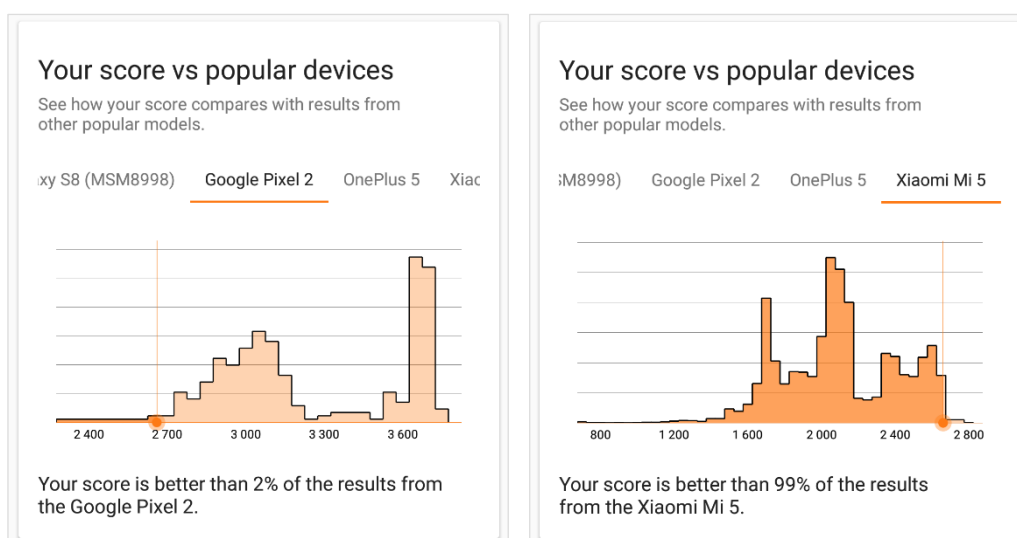 Your score vs popular devices
See how your score compares with results from
other popular models.
xy S8 (MSM8998) Google Pixel 2 OnePlus 5 Xiao
2 400 2 700 3 000 3 300 3 600
Your score is better than 2% of the results from
the Google Pixel 2.
Your score vs popular devices
See how your score compares with results from
other popular models.
SM8998) Google Pixel 2 OnePlus 5 Xiaomi Mi 5
800 1 200 1 600 2 000 2 400 2 800
Your score is better than 99% of the results
from the Xiaomi Mi 5.